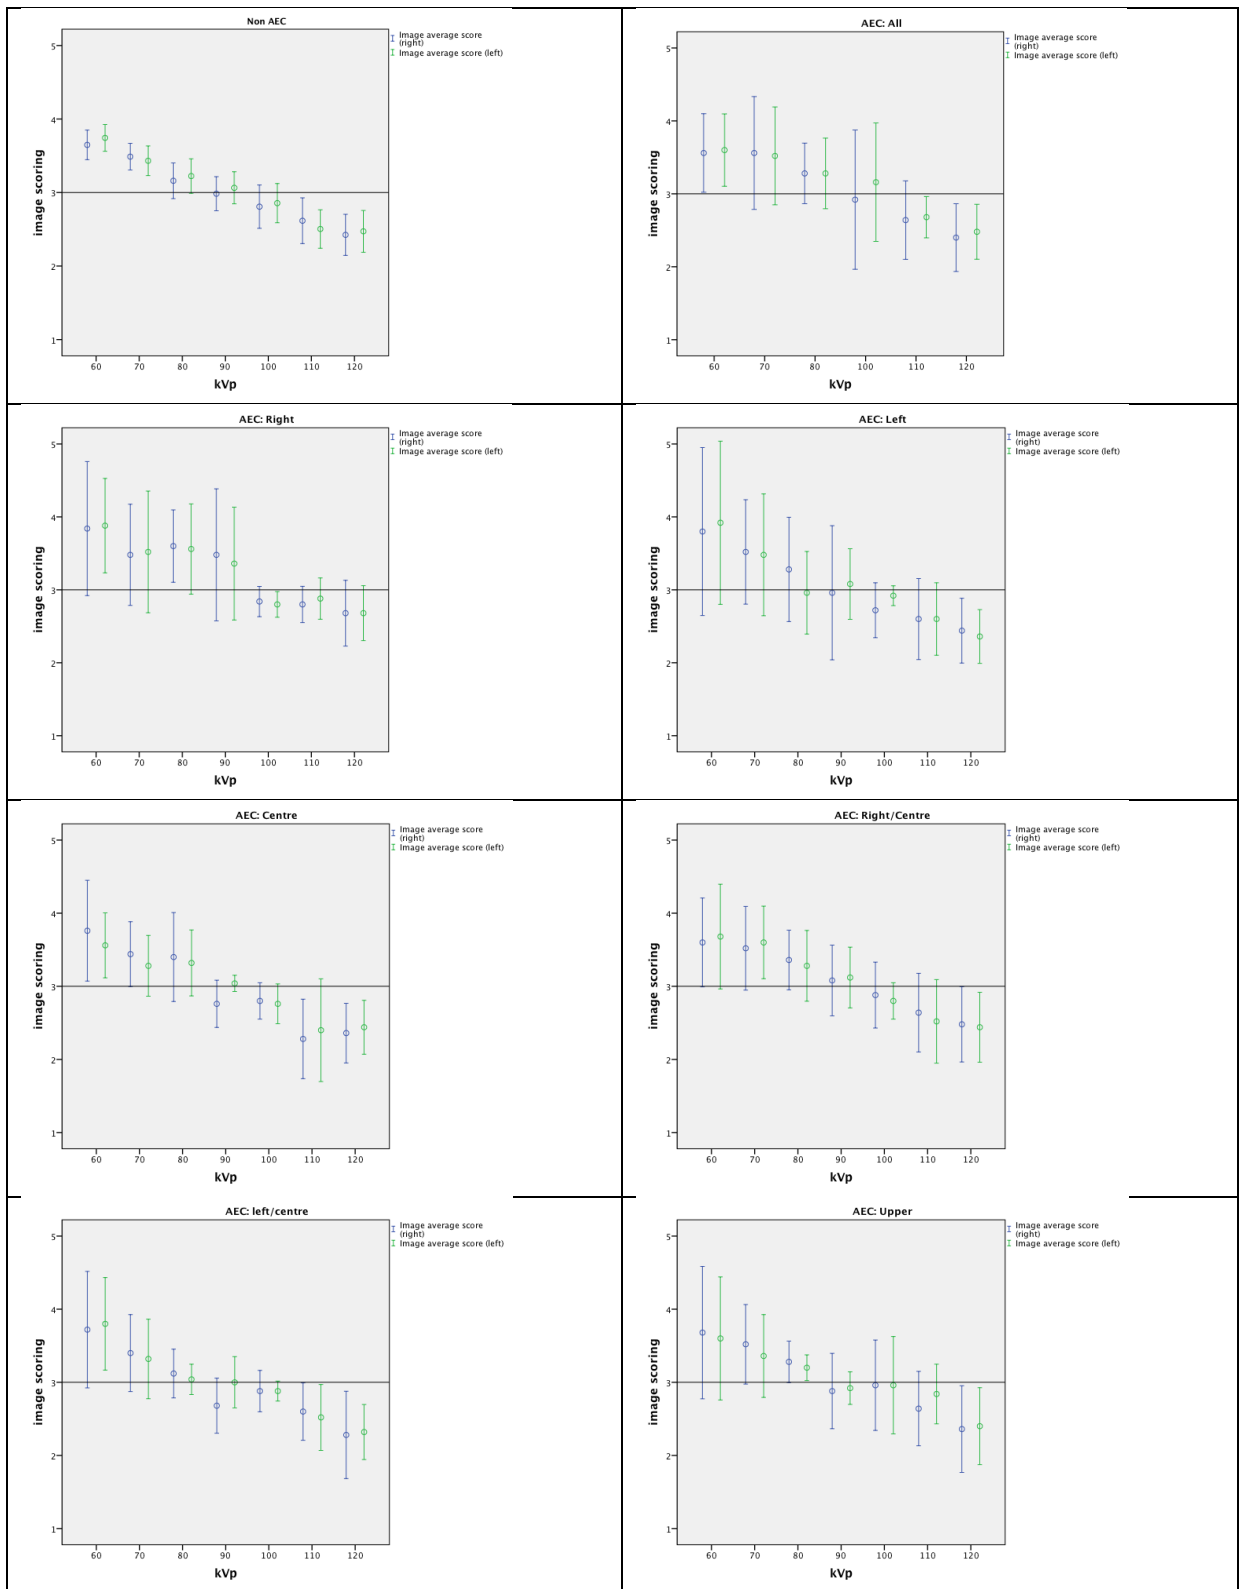 Non AEC
Image average score
(right)
Image average score (left)
image scoring
5
4
3
2
1
60 70 80 90 100 110 120
kVp
AEC: All
Image average score
(right)
Image average score (left)
image scoring
5
4
3
2
1
60 70 80 90 100 110 120
kVp
AEC: Right
Image average score
(right)
Image average score (left)
image scoring
5
4
3
2
1
60 70 80 90 100 110 120
kVp
AEC: Left
Image average score
(right)
Image average score (left)
image scoring
5
4
3
2
1
60 70 80 90 100 110 120
kVp
AEC: Centre
Image average score
(right)
Image average score (left)
image scoring
5
4
3
2
1
60 70 80 90 100 110 120
kVp
AEC: Right/Centre
Image average score
(right)
Image average score (left)
image scoring
5
4
3
2
1
60 70 80 90 100 110 120
kVp
AEC: left/centre
Image average score
(right)
Image average score (left)
image scoring
5
4
3
2
1
60 70 80 90 100 110 120
kVp
AEC: Upper
Image average score
(right)
Image average score (left)
image scoring
5
4
3
2
1
60 70 80 90 100 110 120
kVp